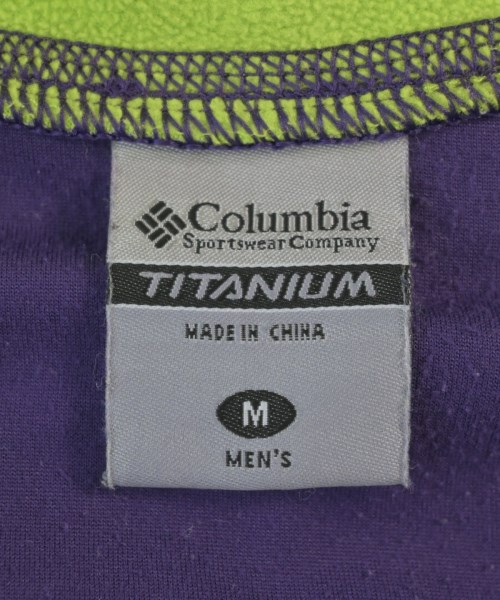 Columbia
Sportswear Company
TITANIUM
MADE IN CHINA
M
MEN'S